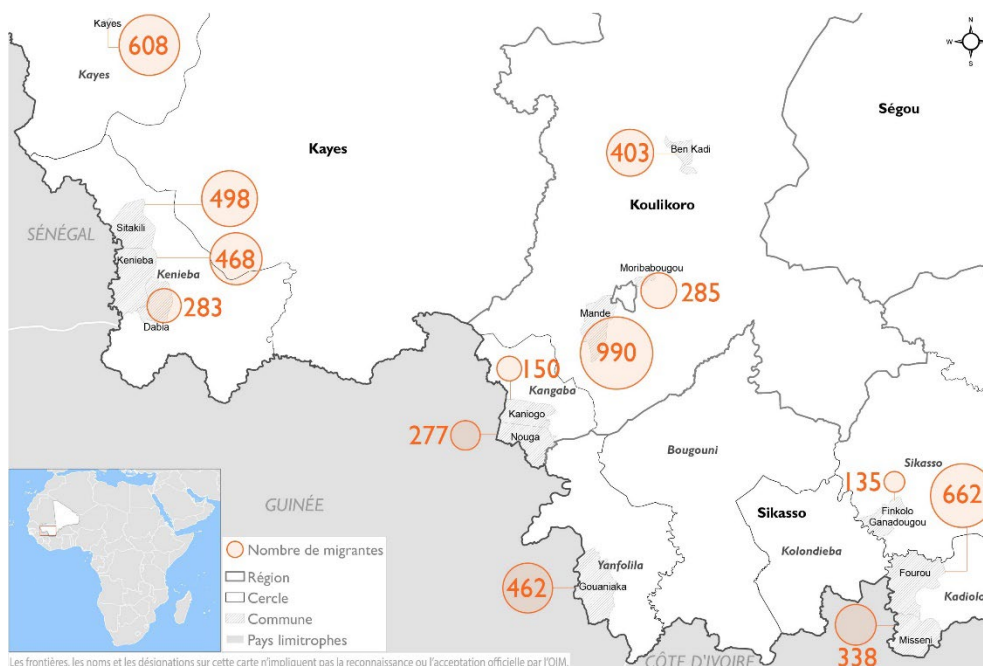 Kayes
608
Kayes
N
W
S
Ségou
Kayes
403
Ben Kadi
Koulikoro
498
SÉNÉGAL
Sitakili
Kenieba
468
Kenieba
283
Dabia
Moribabougou
285
Mande
990
150
Kangaba
Kaniogo
277
Nouga
Bougouni
135
Sikasso
662
Finkolo
Ganadougou
GUINÉE
Sikasso
Kolondieba
Yanfolila
Gouaniaka
462
Fourou
Kadiolo
Misseni
338
CÔTE D'IVOIRE
Nombre de migrantes
Région
Cercle
Commune
Pays limitrophes
Les frontières, les noms et les désignations sur cette carte n'impliquent pas la reconnaissance ou l'acceptation officielle par l'OIM.